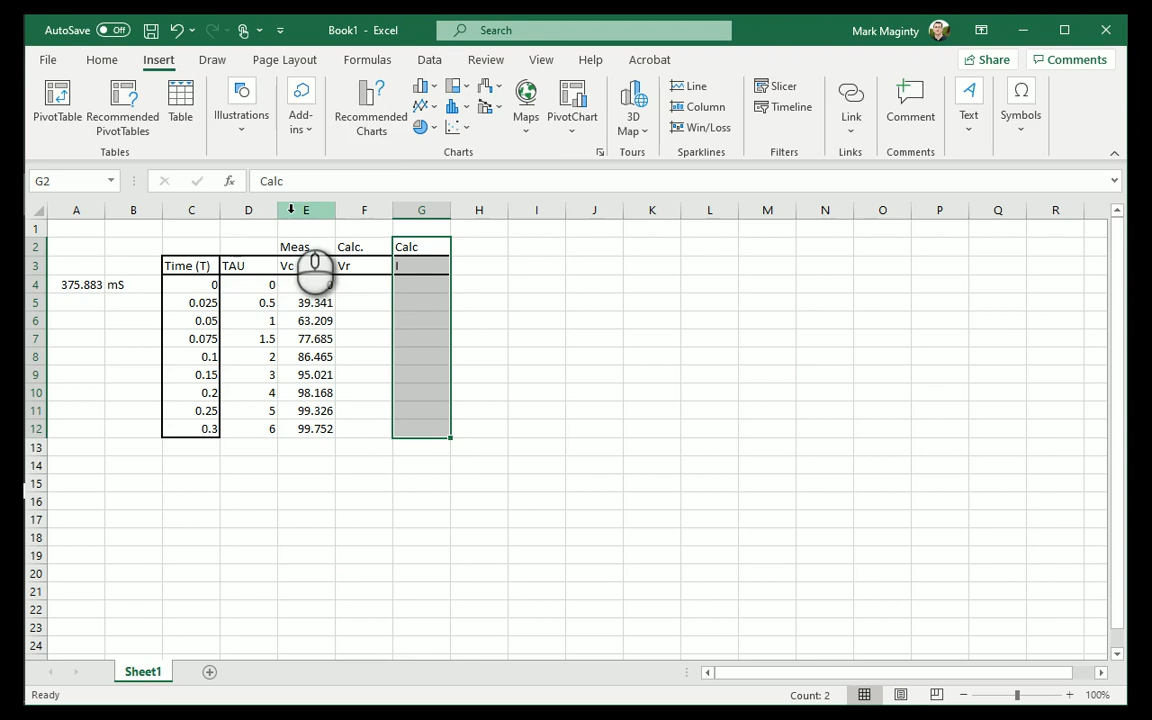 AutoSave Off Book1 - Excel Search Mark Maginty
File Home Insert Draw Page Layout Formulas Data Review View Help Acrobat Share Comments
PivotTable Recommended PivotTables Table Illustrations Add-ins Recommended Charts Maps PivotChart 3D Map Line Column Win/Loss Slicer Timeline Link Comment Text Symbols
Tables Charts Tours Sparklines Filters Links Comments Text Symbols
G2 fx Calc
A B C D E F G H I J K L M N O P Q R
1
2 Meas. Calc. Calc
3 Time (T) TAU Vc Vr I
4 375.883 mS 0 0 0
5 0.025 0.5 39.341
6 0.05 1 63.209
7 0.075 1.5 77.685
8 0.1 2 86.465
9 0.15 3 95.021
10 0.2 4 98.168
11 0.25 5 99.326
12 0.3 6 99.752
13
14
15
16
17
18
19
20
21
22
23
24
Sheet1
Ready Count: 2 100%